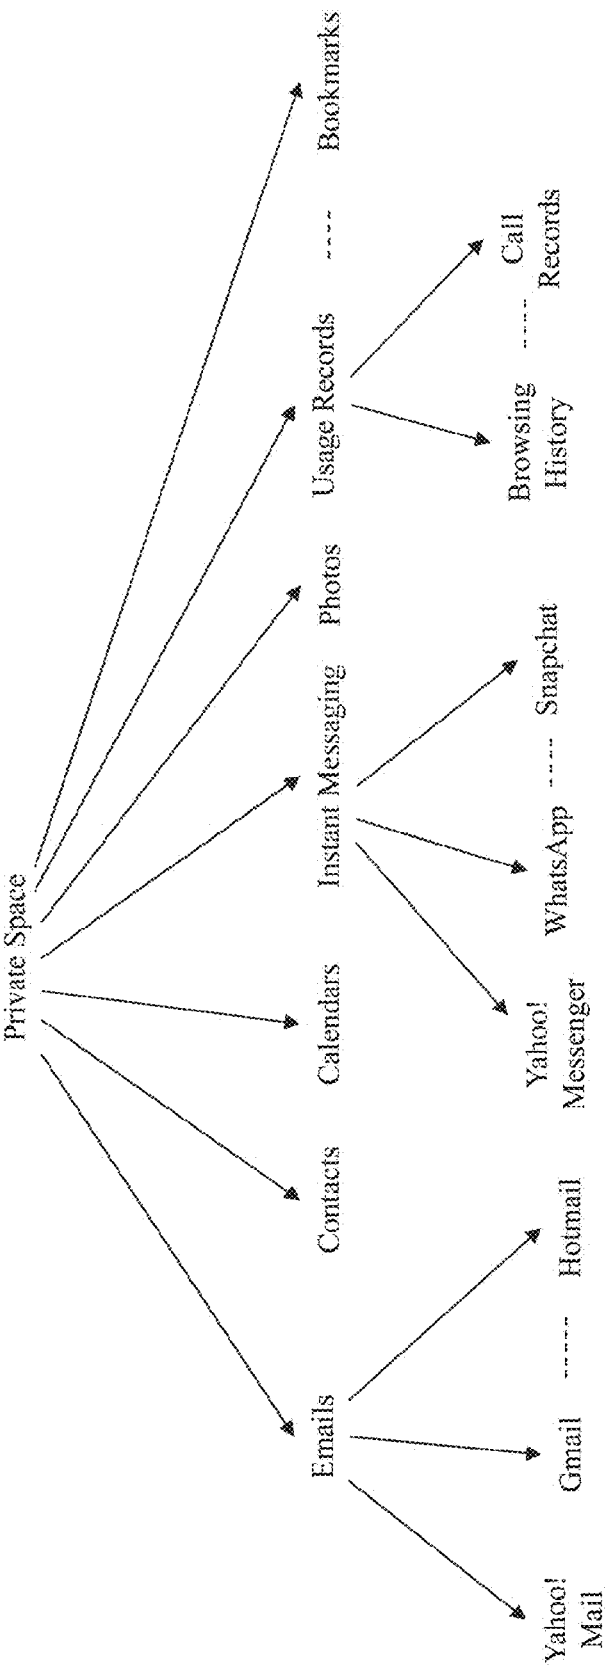 Private Space
Emails
Contacts
Calendars
Instant Messaging
Photos
Usage Records
----
Bookmarks
Yahoo!
Mail
Gmail
-----
Hotmail
Yahoo!
Messenger
WhatsApp
----
Snapchat
Browsing
History
-----
Call
Records